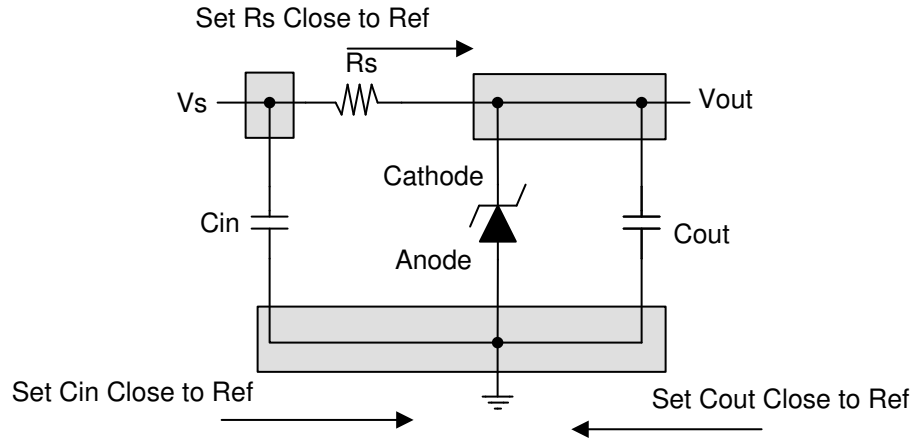 Set Rs Close to Ref
Rs
Vs
Vout
Cathode
Cin
Cout
Anode
Set Cin Close to Ref
Set Cout Close to Ref